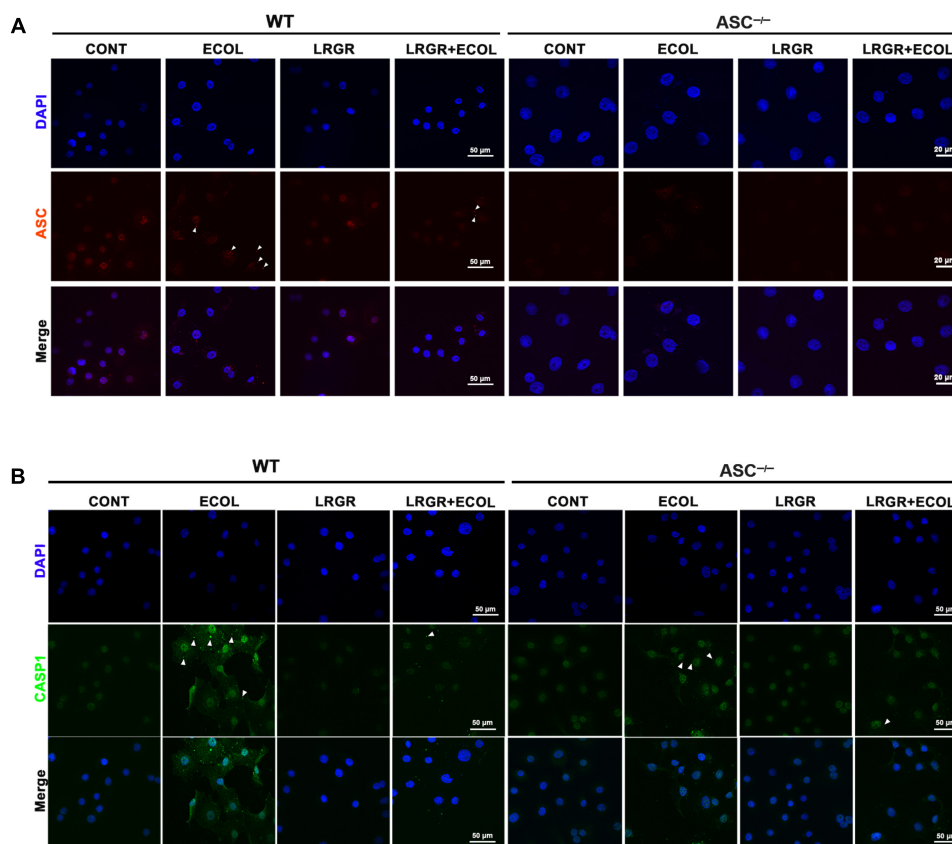 A
WT
ASC–/–
CONT ECOL LRGR LRGR+ECOL CONT ECOL LRGR LRGR+ECOL
DAPI
50 µm
20 µm
ASC
50 µm
20 µm
Merge
50 µm
20 µm
B
WT
ASC–/–
CONT ECOL LRGR LRGR+ECOL CONT ECOL LRGR LRGR+ECOL
DAPI
50 µm
50 µm
CASP1
50 µm
50 µm
Merge
50 µm
50 µm